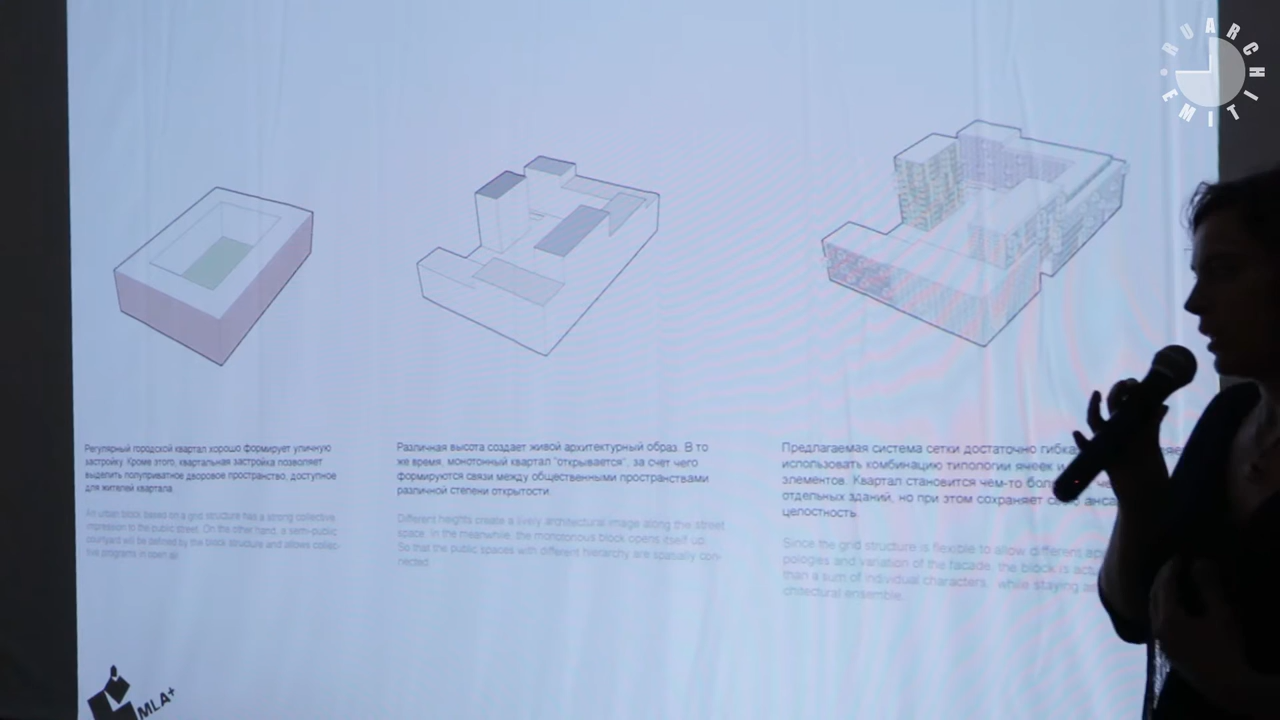 RUARCHITIME
Регулярный городской квартал хорошо формирует уличную
застройку. Кроме этого, квартальная застройка позволяет
выделить полуприватное дворовое пространство, доступное
для жителей квартала.
An urban block based on a grid structure has a strong collective
impression to the pubic street. On the other hand, a semi-public
courtyard will be defined by the block structure and allows collec-
tive programs in open air.
Различная высота создает живой архитектурный образ. В то
же время, монотонный квартал "открывается", за счет чего
формируются связи между общественными пространствами
различной степени открытости.
Different heights create a lively architectural image along the street
space. In the meanwhile, the monotonous block opens itself up.
So that the public spaces with different hierarchy are spatially con-
nected.
Предлагаемая система сетки достаточно гибка
использовать комбинацию типологии ячеек и
элементов. Квартал становится чем-то
отдельных зданий, но при этом сохраняет
целостность.
Since the grid structure is flexible to allow different
pologies and variation of the facade, the block is
than a sum of individual characters, while staying
chitectural ensemble.
MLA+